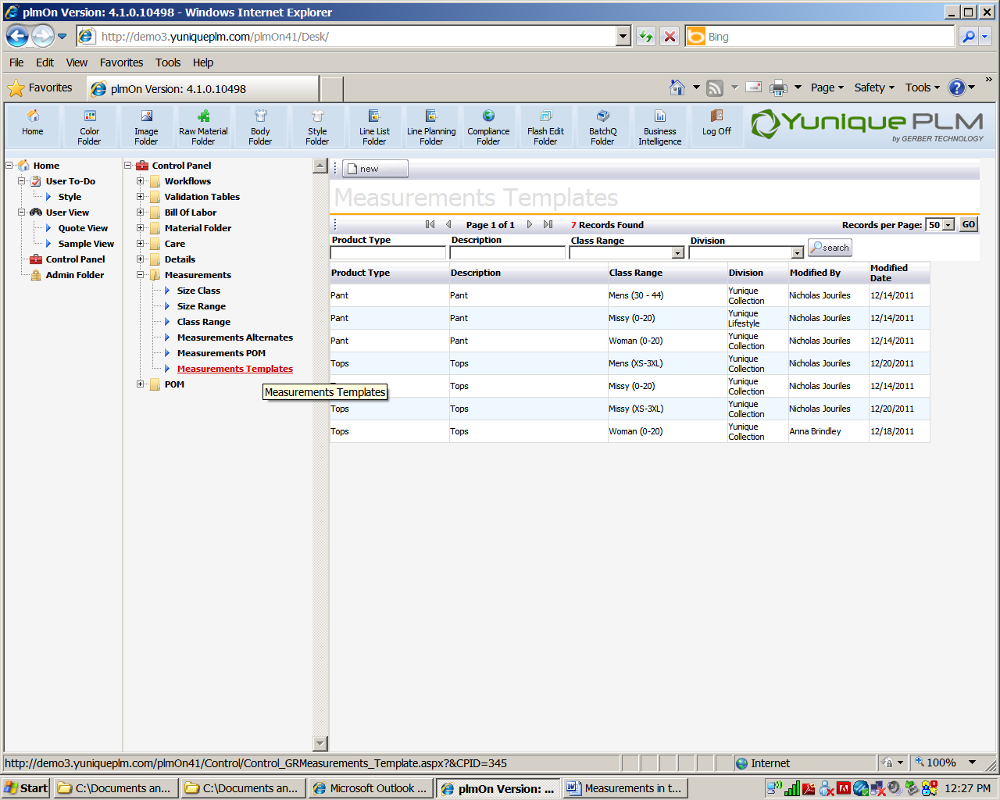 plmOn Version: 4.1.0.10498 - Windows Internet Explorer
http://demo3.yuniqueplm.com/plmOn41/Desk/
Bing
File Edit View Favorites Tools Help
Favorites
plmOn Version: 4.1.0.10498
Page Safety Tools »
Home
Color Folder
Image Folder
Raw Material Folder
Body Folder
Style Folder
Line List Folder
Line Planning Folder
Compliance Folder
Flash Edit Folder
BatchQ Folder
Business Intelligence
Log Off
Yunique PLM
by GERBER TECHNOLOGY
Home
User To-Do
Style
User View
Quote View
Sample View
Control Panel
Admin Folder
Control Panel
Workflows
Validation Tables
Bill Of Labor
Material Folder
Care
Details
Measurements
Size Class
Size Range
Class Range
Measurements Alternates
Measurements POM
Measurements Templates
POM
Measurements Templates
new
Measurements Templates
Page 1 of 1 7 Records Found Records per Page: 50 GO
Product Type Description Class Range Division search
Product Type Description Class Range Division Modified By Modified Date
Pant Pant Mens (30 - 44) Yunique Collection Nicholas Jouriles 12/14/2011
Pant Pant Missy (0-20) Yunique Lifestyle Nicholas Jouriles 12/14/2011
Pant Pant Woman (0-20) Yunique Collection Nicholas Jouriles 12/14/2011
Tops Tops Mens (XS-3XL) Yunique Collection Nicholas Jouriles 12/20/2011
Tops Missy (0-20) Yunique Collection Nicholas Jouriles 12/14/2011
Tops Tops Missy (XS-3XL) Yunique Collection Nicholas Jouriles 12/20/2011
Tops Tops Woman (0-20) Yunique Collection Anna Brindley 12/18/2011
http://demo3.yuniqueplm.com/plmOn41/Control/Control_GRMeasurements_Template.aspx?&CPID=345
Internet
100%
Start
C:\Documents an...
C:\Documents an...
Microsoft Outlook ...
plmOn Version: ...
Measurements in t...
12:27 PM